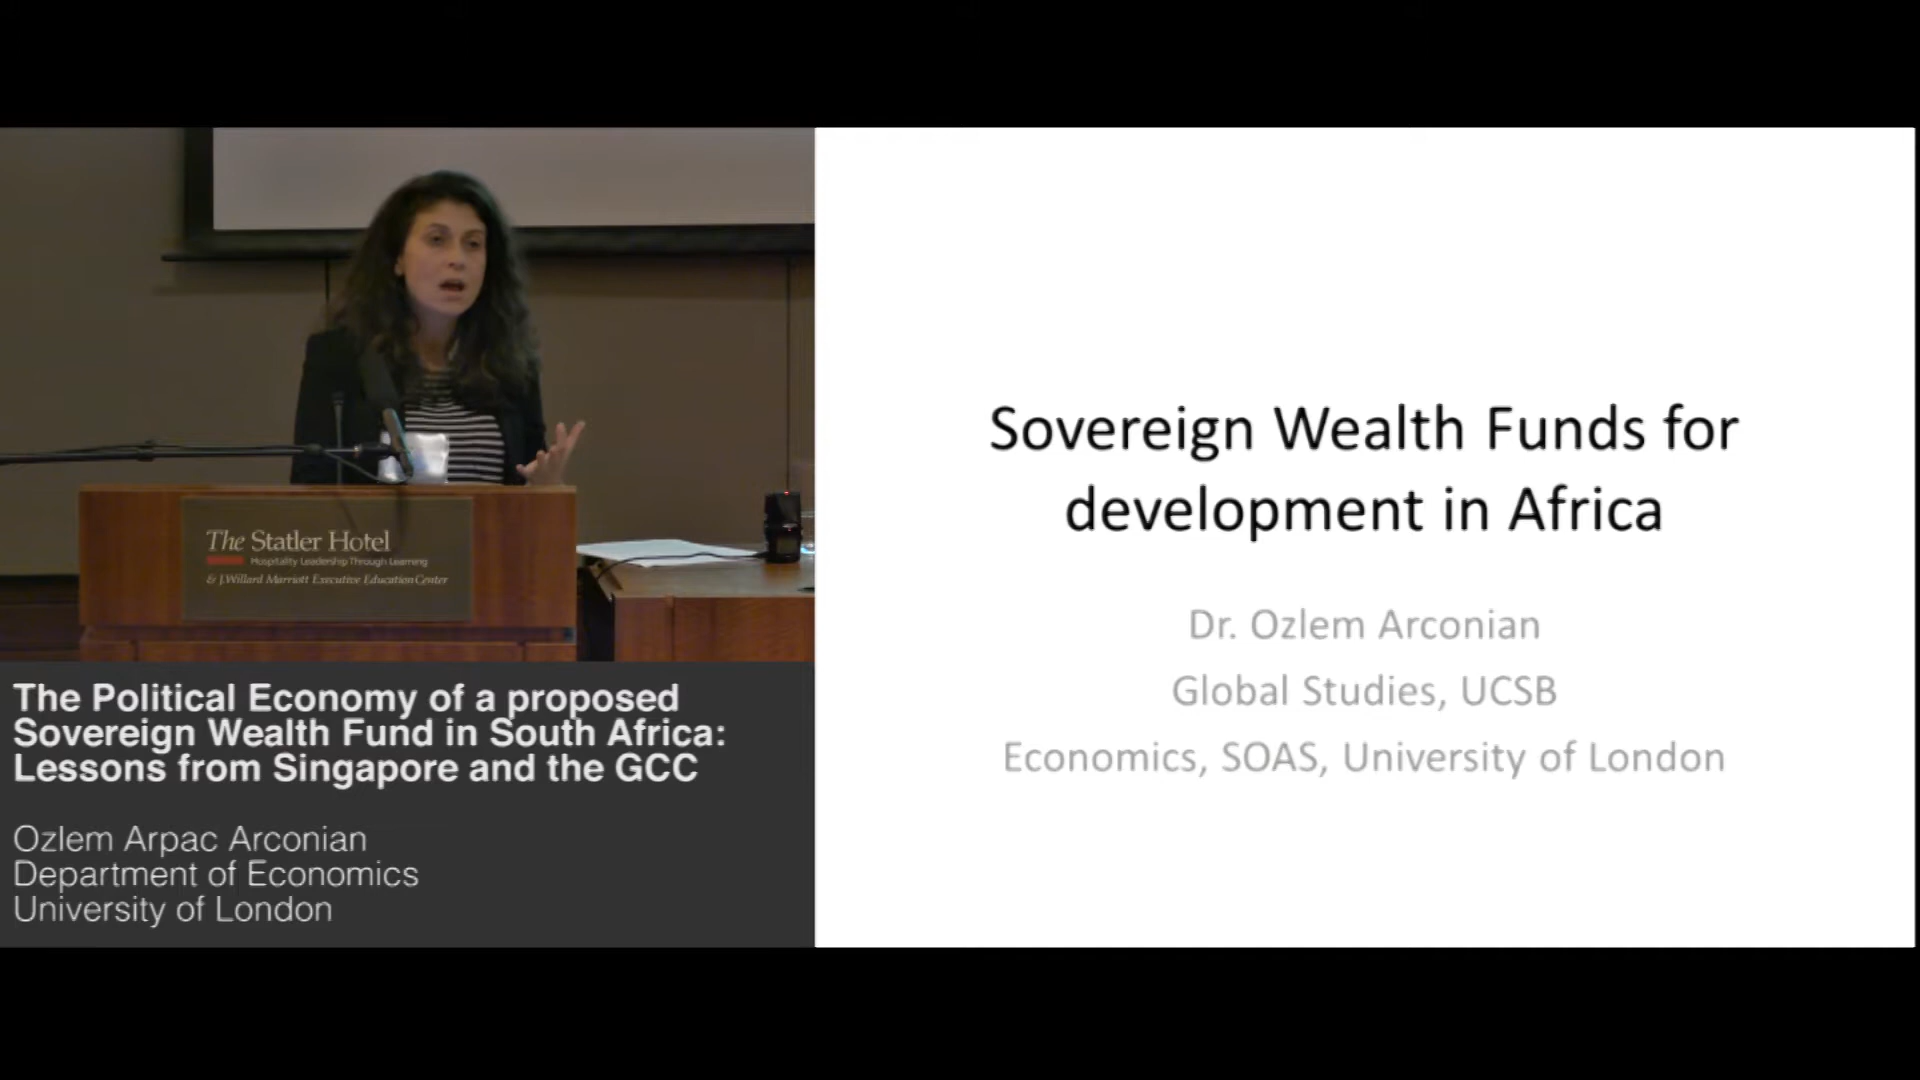 The Statler Hotel
Hospitality Leadership Through Learning
& J.Willard Marriott Executive Education Center
The Political Economy of a proposed
Sovereign Wealth Fund in South Africa:
Lessons from Singapore and the GCC
Ozlem Arpac Arconian
Department of Economics
University of London
Sovereign Wealth Funds for
development in Africa
Dr. Ozlem Arconian
Global Studies, UCSB
Economics, SOAS, University of London